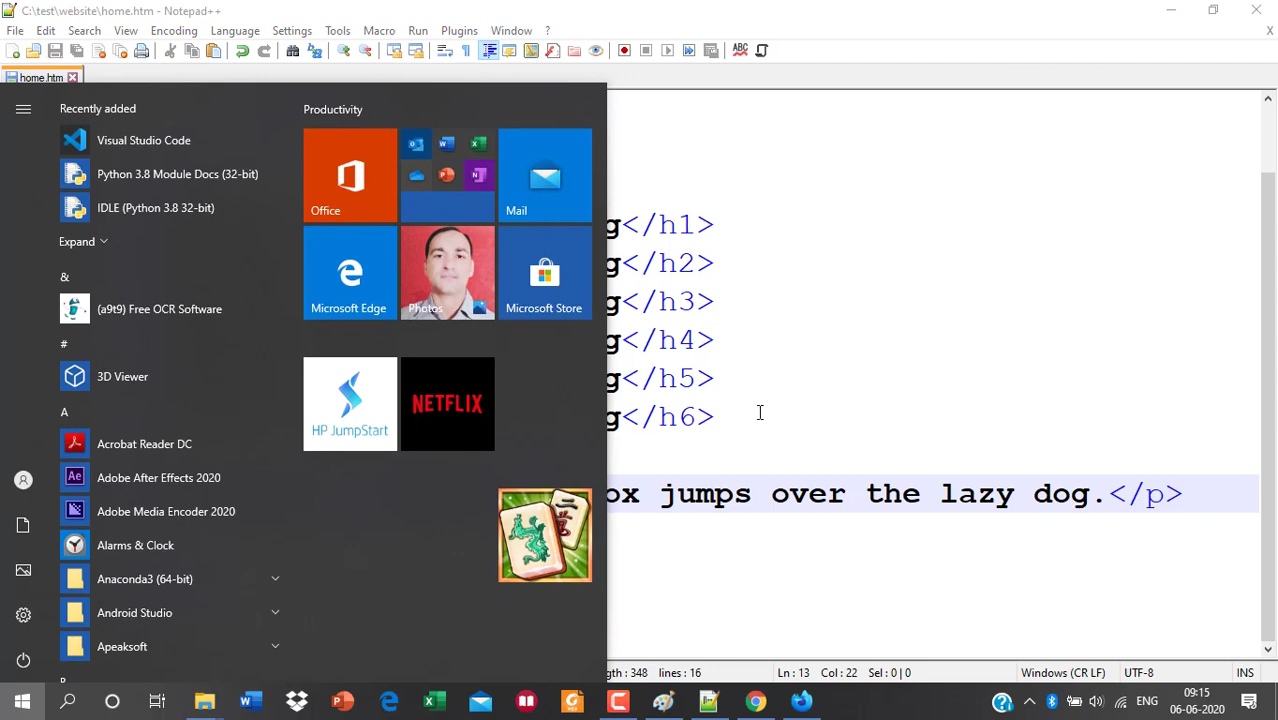 C:\test\website\home.htm - Notepad++
File Edit Search View Encoding Language Settings Tools Macro Run Plugins Window ? X
home.htm
Recently added
Visual Studio Code
Python 3.8 Module Docs (32-bit)
IDLE (Python 3.8 32-bit)
Expand
&
(a9t9) Free OCR Software
#
3D Viewer
A
Acrobat Reader DC
Adobe After Effects 2020
Adobe Media Encoder 2020
Alarms & Clock
Anaconda3 (64-bit)
Android Studio
Apeaksoft
Productivity
Office
Mail
Microsoft Edge
Photos
Microsoft Store
HP JumpStart
NETFLIX
g</h1>
g</h2>
g</h3>
g</h4>
g</h5>
g</h6>
ox jumps over the lazy dog.</p>
length : 348 lines : 16 Ln : 13 Col : 22 Sel : 0 | 0 Windows (CR LF) UTF-8 INS
ENG
09:15
06-06-2020